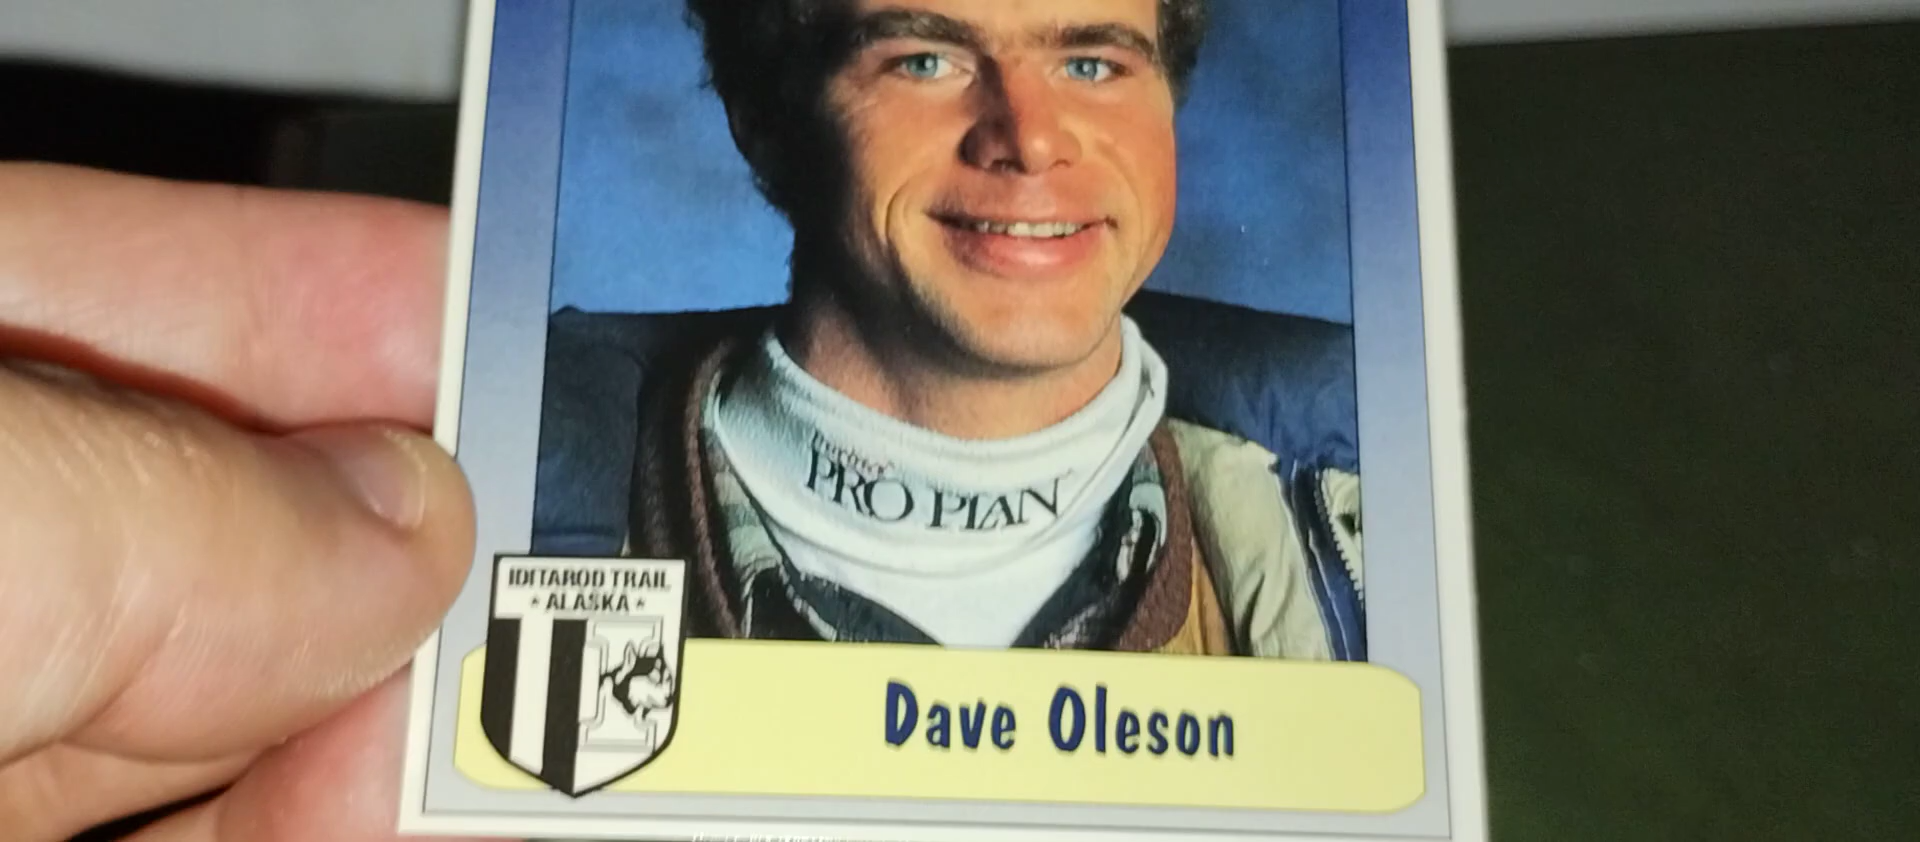 PRO PLAN
IDITAROD TRAIL
* ALASKA *
Dave Oleson